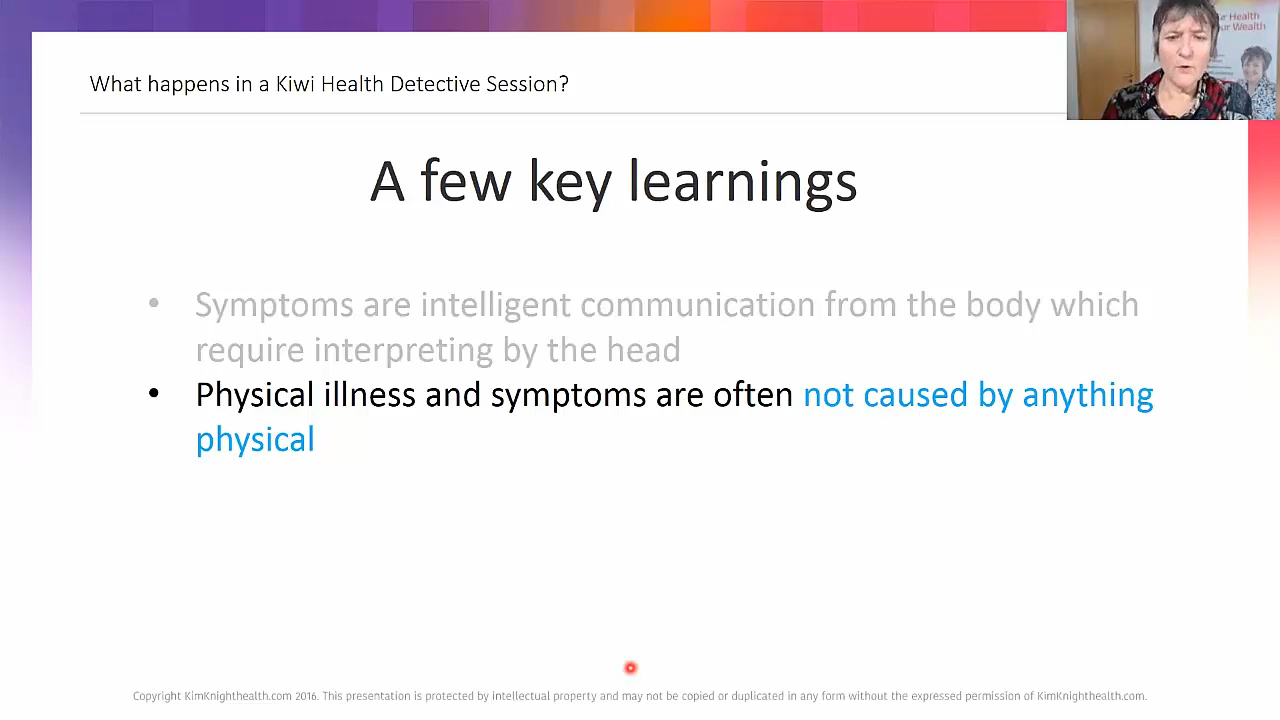 What happens in a Kiwi Health Detective Session?
Health
ur Wealth
A few key learnings
• Symptoms are intelligent communication from the body which
require interpreting by the head
• Physical illness and symptoms are often not caused by anything
physical
Copyright KimKnighthealth.com 2016. This presentation is protected by intellectual property and may not be copied or duplicated in any form without the expressed permission of KimKnighthealth.com.